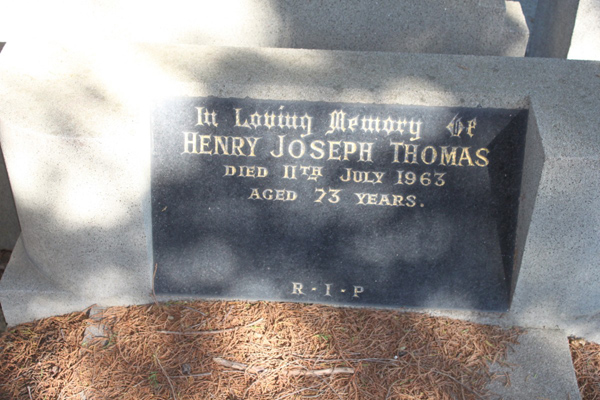 In Loving Memory Of
HENRY JOSEPH THOMAS
DIED 11TH JULY 1963
AGED 73 YEARS.
R·I·P